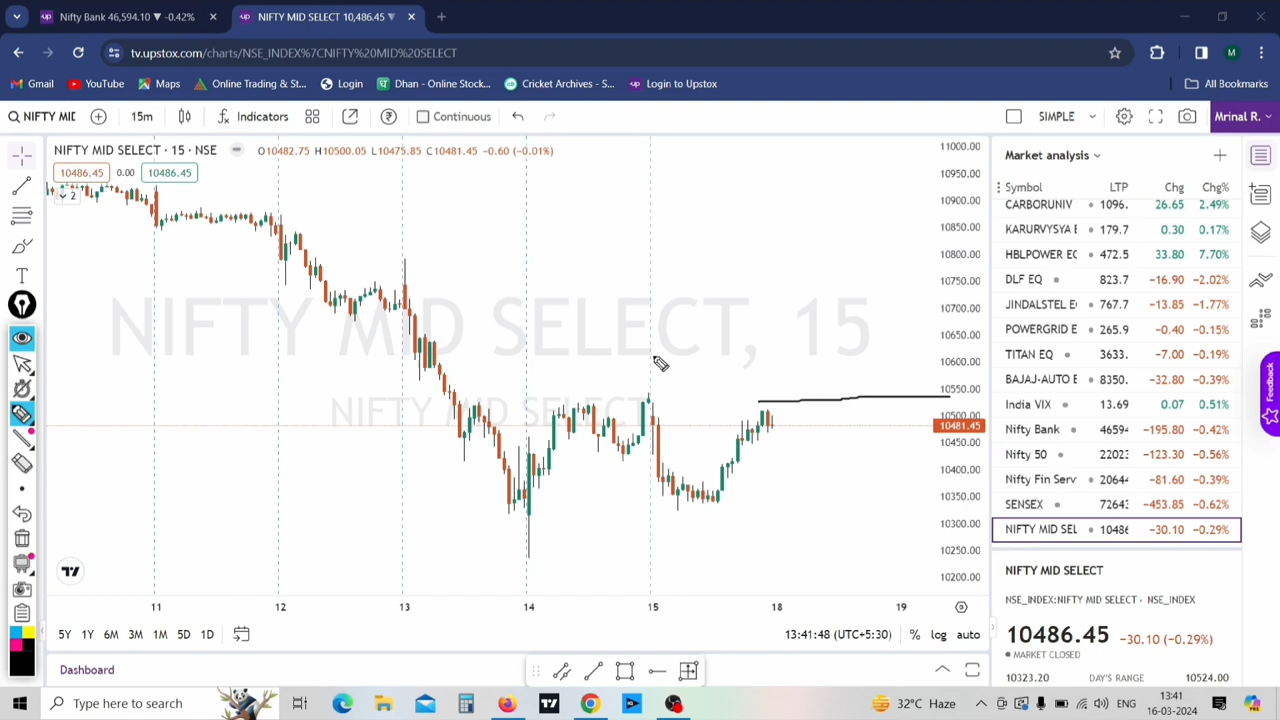 Nifty Bank 46,594.10 ▼ -0.42%
NIFTY MID SELECT 10,486.45 ▼
tv.upstox.com/charts/NSE_INDEX%7CNIFTY%20MID%20SELECT
M
Gmail YouTube Maps Online Trading & St... Login Dhan - Online Stock... Cricket Archives - S... Login to Upstox All Bookmarks
NIFTY MID 15m Indicators Continuous SIMPLE Mrinal R.
NIFTY MID SELECT · 15 · NSE O10482.75 H10500.05 L10475.85 C10481.45 -0.60 (-0.01%)
10486.45 0.00 10486.45
2
NIFTY MID SELECT, 15
NIFTY MID SELECT
11000.00
10950.00
10900.00
10850.00
10800.00
10750.00
10700.00
10650.00
10600.00
10550.00
10500.00
10481.45
10450.00
10400.00
10350.00
10300.00
10250.00
10200.00
11 12 13 14 15 18 19
5Y 1Y 6M 3M 1M 5D 1D 13:41:48 (UTC+5:30) % log auto
Dashboard
Market analysis
Symbol LTP Chg Chg%
CARBORUNIV 1096. 26.65 2.49%
KARURVYSYA 179.7 0.30 0.17%
HBLPOWER EQ 472.5 33.80 7.70%
DLF EQ 823.7 -16.90 -2.02%
JINDALSTEL 767.7 -13.85 -1.77%
POWERGRID 265.9 -0.40 -0.15%
TITAN EQ 3633. -7.00 -0.19%
BAJAJ-AUTO 8350. -32.80 -0.39%
India VIX 13.69 0.07 0.51%
Nifty Bank 46594 -195.80 -0.42%
Nifty 50 22023 -123.30 -0.56%
Nifty Fin Serv 20644 -81.60 -0.39%
SENSEX 72643 -453.85 -0.62%
NIFTY MID SEL 10486 -30.10 -0.29%
NIFTY MID SELECT
NSE_INDEX:NIFTY MID SELECT · NSE_INDEX
10486.45 -30.10 (-0.29%)
MARKET CLOSED
10323.20 DAY'S RANGE 10524.00
Feedback
Type here to search 32°C Haze ENG 13:41
16-03-2024